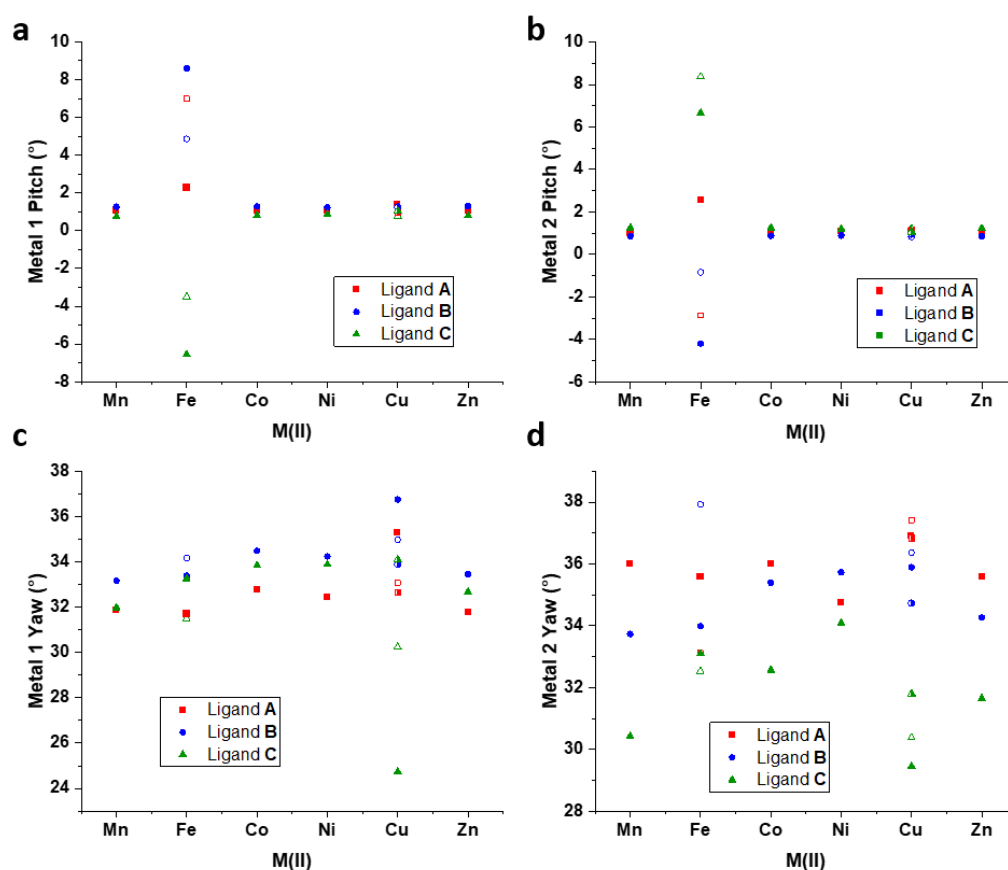 a
10
8
6
4
2
0
-2
-4
-6
-8
Metal 1 Pitch (°)
Ligand A
Ligand B
Ligand C
Mn Fe Co Ni Cu Zn
M(II)
b
10
8
6
4
2
0
-2
-4
-6
Metal 2 Pitch (°)
Ligand A
Ligand B
Ligand C
Mn Fe Co Ni Cu Zn
M(II)
c
38
36
34
32
30
28
26
24
Metal 1 Yaw (°)
Ligand A
Ligand B
Ligand C
Mn Fe Co Ni Cu Zn
M(II)
d
38
36
34
32
30
28
Metal 2 Yaw (°)
Ligand A
Ligand B
Ligand C
Mn Fe Co Ni Cu Zn
M(II)